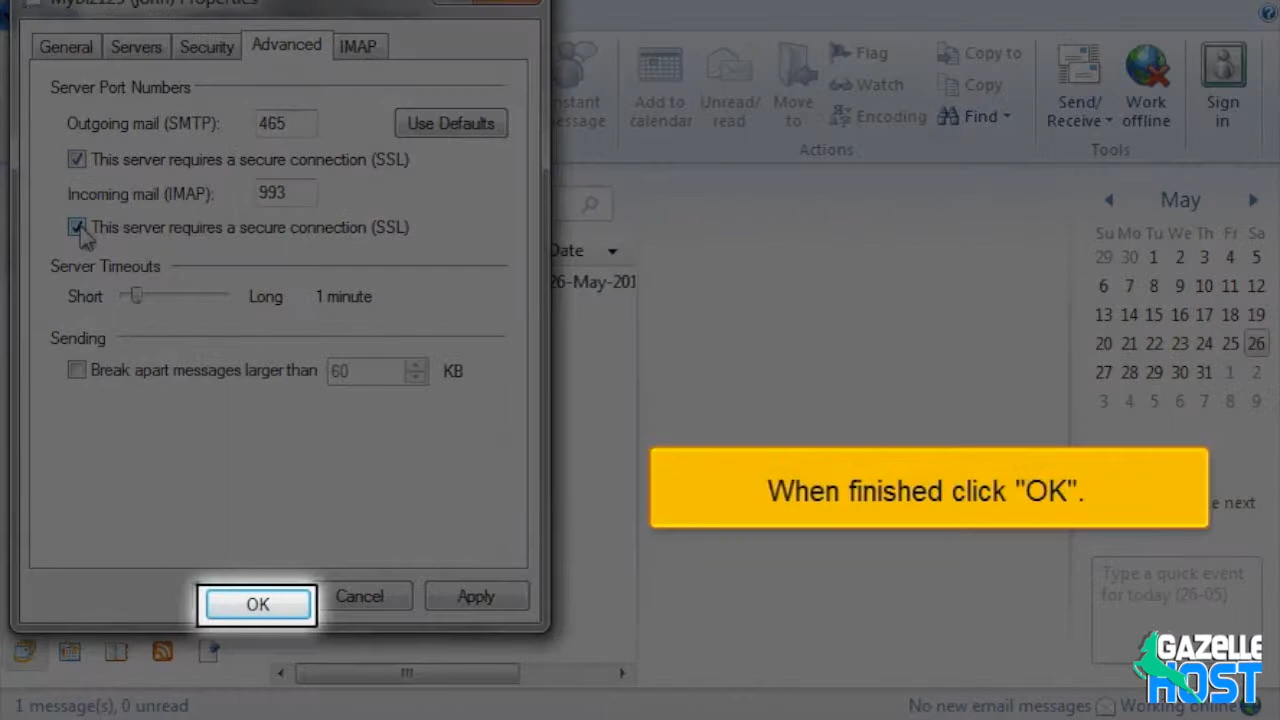 MyBiz123 (john) Properties
General Servers Security Advanced IMAP
Server Port Numbers
Outgoing mail (SMTP): 465 Use Defaults
This server requires a secure connection (SSL)
Incoming mail (IMAP): 993
This server requires a secure connection (SSL)
Server Timeouts
Short Long 1 minute
Sending
Break apart messages larger than 60 KB
OK Cancel Apply
Flag
Watch
Encoding
Copy to
Copy
Find
Add to
calendar
Unread/
read
Move
to
Actions
Send/
Receive
Work
offline
Tools
Sign
in
Date
26-May-201
May
Su Mo Tu We Th Fr Sa
29 30 1 2 3 4 5
6 7 8 9 10 11 12
13 14 15 16 17 18 19
20 21 22 23 24 25 26
27 28 29 30 31 1 2
3 4 5 6 7 8 9
When finished click "OK".
e next
Type a quick event
for today (26-05)
GAZELLE
HOST
1 message(s), 0 unread
No new email messages Working online